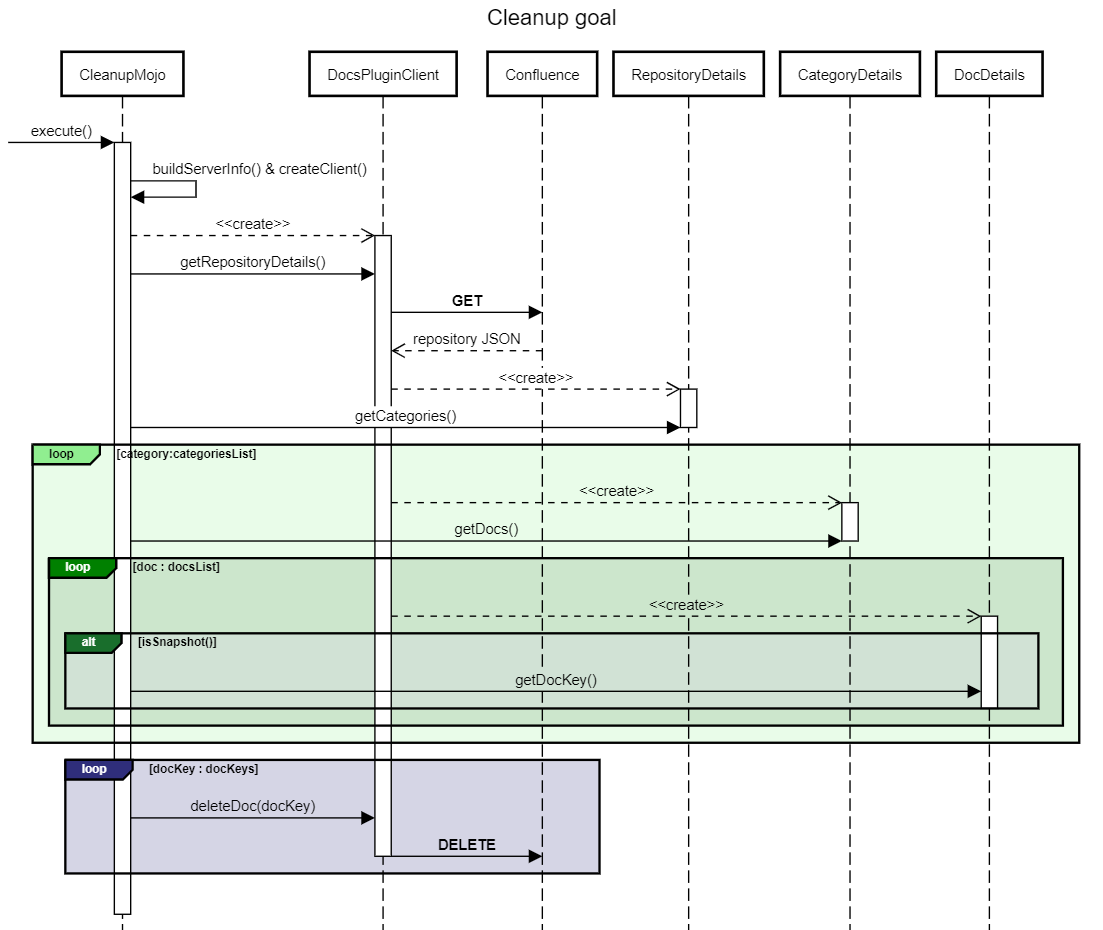 Cleanup goal
CleanupMojo
DocsPluginClient
Confluence
RepositoryDetails
CategoryDetails
DocDetails
execute()
buildServerInfo() & createClient()
<<create>>
getRepositoryDetails()
GET
repository JSON
<<create>>
getCategories()
loop
[category:categoriesList]
<<create>>
getDocs()
loop
[doc : docsList]
<<create>>
alt
[isSnapshot()]
getDocKey()
loop
[docKey : docKeys]
deleteDoc(docKey)
DELETE